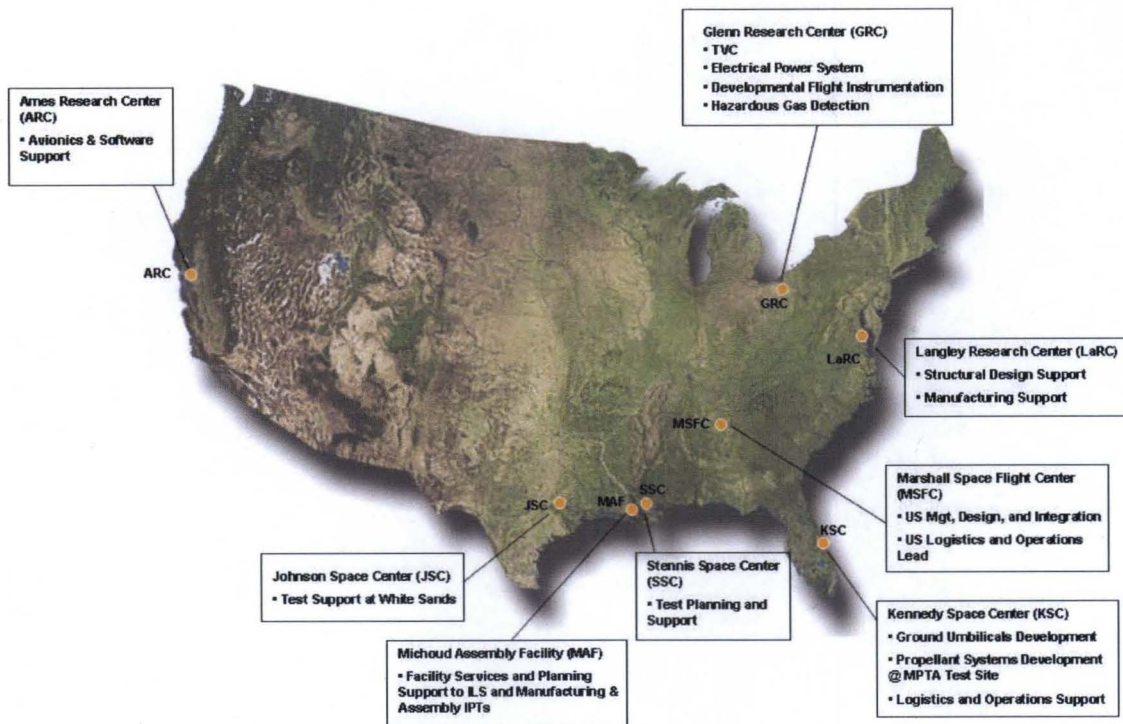 Glenn Research Center (GRC)
▪ TVC
▪ Electrical Power System
▪ Developmental Flight Instrumentation
▪ Hazardous Gas Detection
Ames Research Center
(ARC)
▪ Avionics & Software
Support
ARC
GRC
LaRC
Langley Research Center (LaRC)
▪ Structural Design Support
▪ Manufacturing Support
MSFC
Marshall Space Flight Center
(MSFC)
▪ US Mgt, Design, and Integration
▪ US Logistics and Operations
Lead
JSC
MAF
SSC
KSC
Johnson Space Center (JSC)
▪ Test Support at White Sands
Stennis Space Center
(SSC)
▪ Test Planning and
Support
Michoud Assembly Facility (MAF)
▪ Facility Services and Planning
Support to ILS and Manufacturing &
Assembly IPTs
Kennedy Space Center (KSC)
▪ Ground Umbilicals Development
▪ Propellant Systems Development
@ MPTA Test Site
▪ Logistics and Operations Support